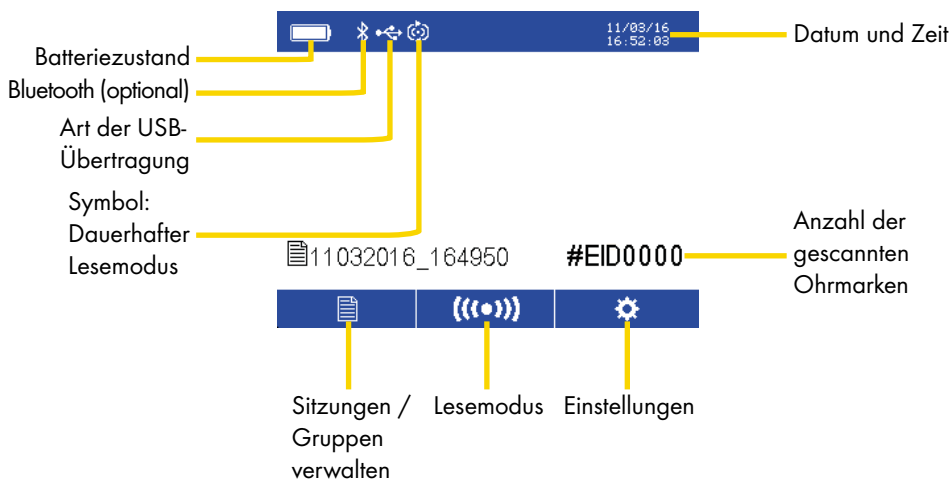 11/03/16
16:52:03
Datum und Zeit
Batteriezustand
Bluetooth (optional)
Art der USB-
Übertragung
Symbol:
Dauerhafter
Lesemodus
11032016_164950
#EID0000
Anzahl der
gescannten
Ohrmarken
Sitzungen /
Gruppen
verwalten
Lesemodus
Einstellungen